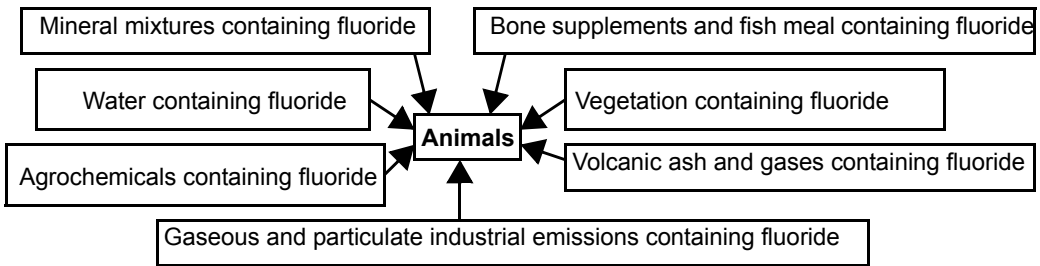 Mineral mixtures containing fluoride
Bone supplements and fish meal containing fluoride
Water containing fluoride
Vegetation containing fluoride
Animals
Agrochemicals containing fluoride
Volcanic ash and gases containing fluoride
Gaseous and particulate industrial emissions containing fluoride